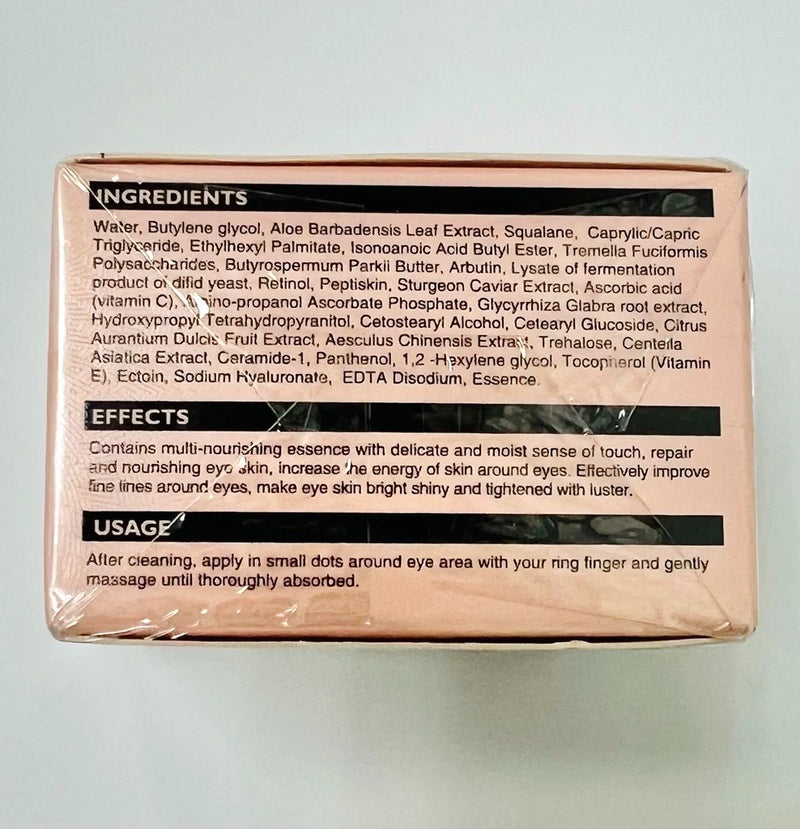 INGREDIENTS
Water, Butylene glycol, Aloe Barbadensis Leaf Extract, Squalane, Caprylic/Capric
Triglyceride, Ethylhexyl Palmitate, Isonoanoic Acid Butyl Ester, Tremella Fuciformis
Polysaccharides, Butyrospermum Parkii Butter, Arbutin, Lysate of fermentation
product of difid yeast, Retinol, Peptiskin, Sturgeon Caviar Extract, Ascorbic acid
(vitamin C), Amino-propanol Ascorbate Phosphate, Glycyrrhiza Glabra root extract,
Hydroxypropyl Tetrahydropyranitol, Cetostearyl Alcohol, Cetearyl Glucoside, Citrus
Aurantium Dulcis Fruit Extract, Aesculus Chinensis Extract, Trehalose, Centella
Asiatica Extract, Ceramide-1, Panthenol, 1,2 -Hexylene glycol, Tocopherol (Vitamin
E), Ectoin, Sodium Hyaluronate, EDTA Disodium, Essence.
EFFECTS
Contains multi-nourishing essence with delicate and moist sense of touch, repair
and nourishing eye skin, increase the energy of skin around eyes. Effectively improve
fine lines around eyes, make eye skin bright shiny and tightened with luster.
USAGE
After cleaning, apply in small dots around eye area with your ring finger and gently
massage until thoroughly absorbed.